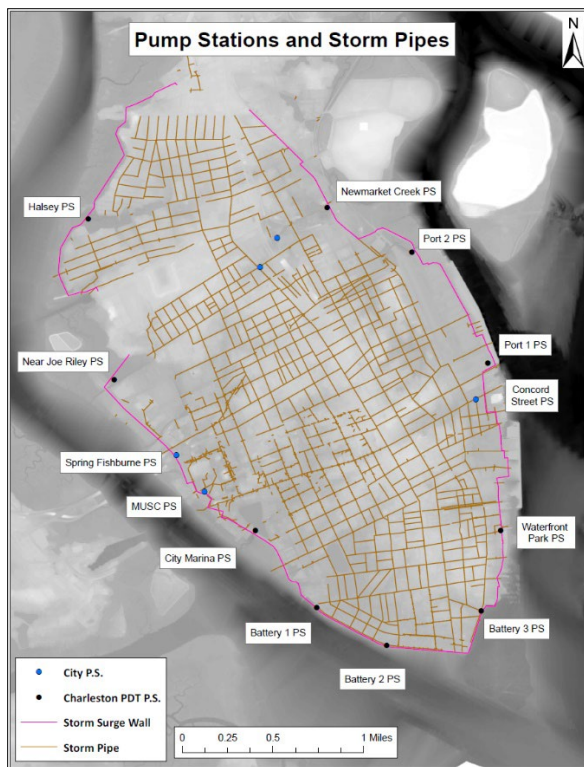 Pump Stations and Storm Pipes
N
Newmarket Creek PS
Halsey PS
Port 2 PS
Near Joe Riley PS
Port 1 PS
Concord
Street PS
Spring Fishburne PS
MUSC PS
Waterfront
Park PS
City Marina PS
Battery 1 PS
Battery 3 PS
Battery 2 PS
City P.S.
Charleston PDT P.S.
Storm Surge Wall
Storm Pipe
0 0.25 0.5 1 Miles